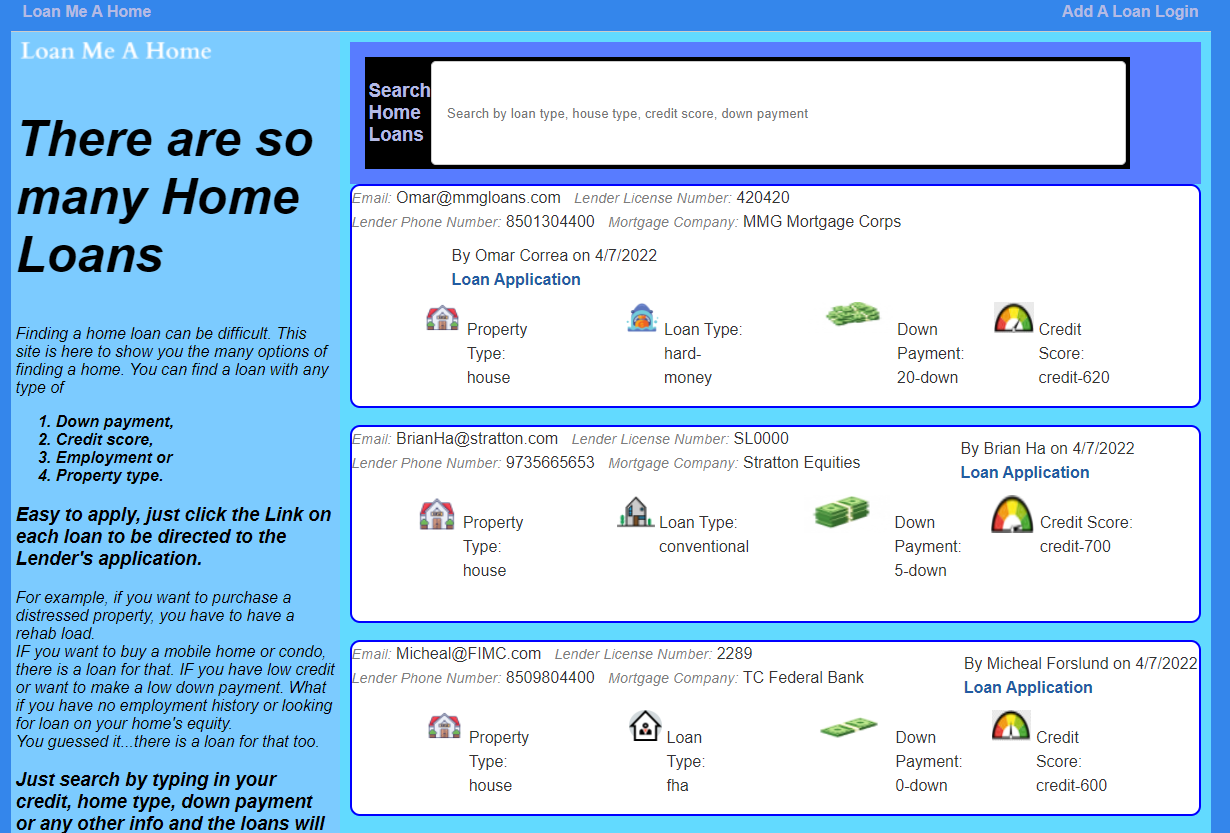 Loan Me A Home
Add A Loan Login
Loan Me A Home
There are so
many Home
Loans
Finding a home loan can be difficult. This
site is here to show you the many options of
finding a home. You can find a loan with any
type of
1. Down payment,
2. Credit score,
3. Employment or
4. Property type.
Easy to apply, just click the Link on
each loan to be directed to the
Lender's application.
For example, if you want to purchase a
distressed property, you have to have a
rehab load.
IF you want to buy a mobile home or condo,
there is a loan for that. IF you have low credit
or want to make a low down payment. What
if you have no employment history or looking
for loan on your home's equity.
You guessed it...there is a loan for that too.
Just search by typing in your
credit, home type, down payment
or any other info and the loans will
Search
Home
Loans
Search by loan type, house type, credit score, down payment
Email: Omar@mmgloans.com Lender License Number: 420420
Lender Phone Number: 8501304400 Mortgage Company: MMG Mortgage Corps
By Omar Correa on 4/7/2022
Loan Application
Property
Type:
house
Loan Type:
hard-
money
Down
Payment:
20-down
Credit
Score:
credit-620
Email: BrianHa@stratton.com Lender License Number: SL0000
Lender Phone Number: 9735665653 Mortgage Company: Stratton Equities
By Brian Ha on 4/7/2022
Loan Application
Property
Type:
house
Loan Type:
conventional
Down
Payment:
5-down
Credit Score:
credit-700
Email: Micheal@FIMC.com Lender License Number: 2289
Lender Phone Number: 8509804400 Mortgage Company: TC Federal Bank
By Micheal Forslund on 4/7/2022
Loan Application
Property
Type:
house
Loan
Type:
fha
Down
Payment:
0-down
Credit
Score:
credit-600